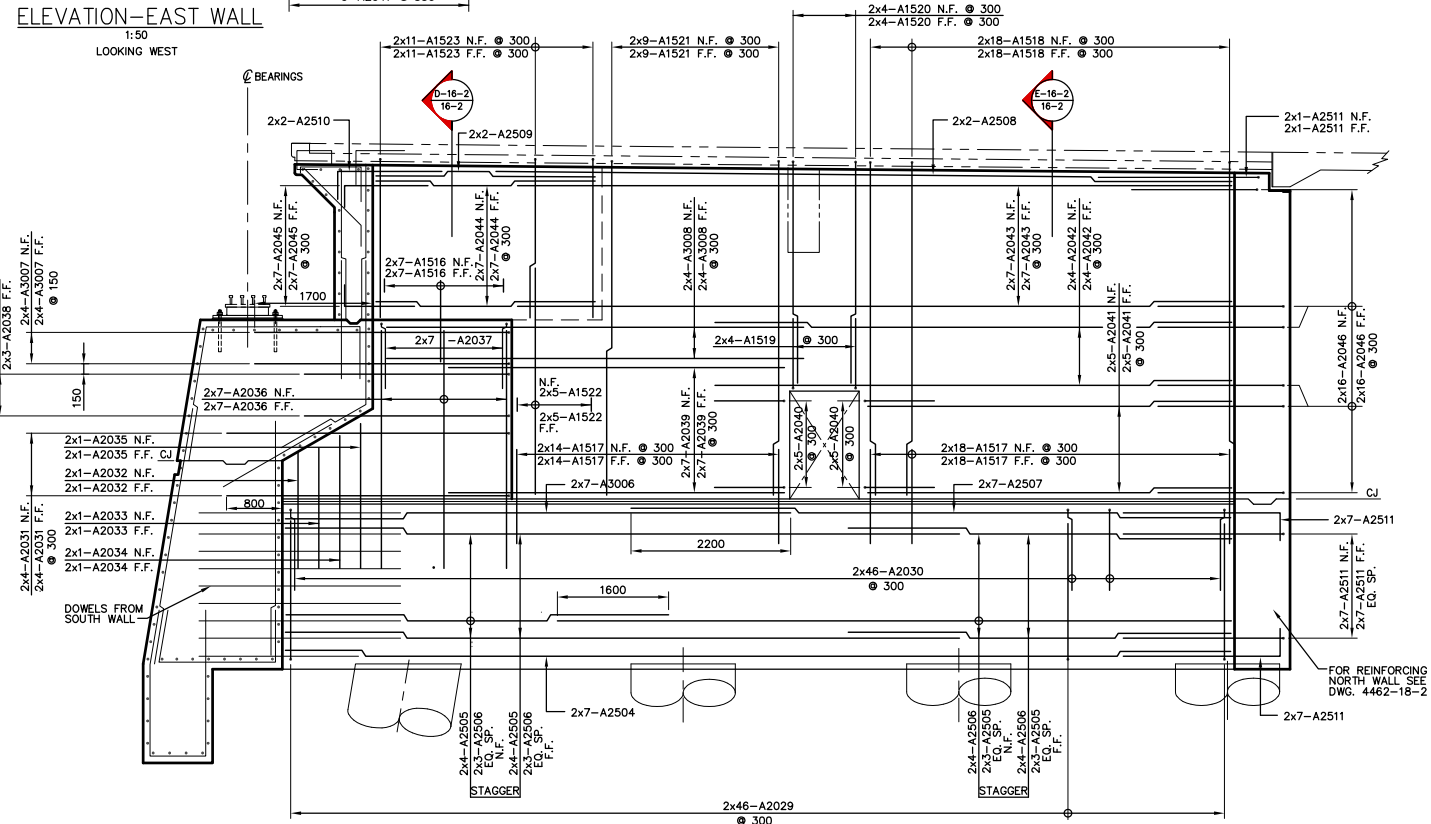 ELEVATION-EAST WALL
1:50
LOOKING WEST
℄ BEARINGS
2x11-A1523 N.F. @ 300
2x11-A1523 F.F. @ 300
2x9-A1521 N.F. @ 300
2x9-A1521 F.F. @ 300
2x4-A1520 N.F. @ 300
2x4-A1520 F.F. @ 300
2x18-A1518 N.F. @ 300
2x18-A1518 F.F. @ 300
D-16-2
16-2
E-16-2
16-2
2x2-A2510
2x2-A2509
2x2-A2508
2x1-A2511 N.F.
2x1-A2511 F.F.
2x7-A2045 N.F.
2x7-A2045 F.F.
@ 300
2x7-A2044 N.F.
2x7-A2044 F.F.
@ 300
2x4-A3008 N.F.
2x4-A3008 F.F.
@ 300
2x7-A2043 N.F.
2x7-A2043 F.F.
@ 300
2x4-A2042 N.F.
2x4-A2042 F.F.
@ 300
2x3-A2038 F.F.
2x4-A3007 N.F.
2x4-A3007 F.F.
@ 150
2x7-A1516 N.F.
2x7-A1516 F.F.
1700
2x7 -A2037
2x4-A1519 @ 300
2x5-A2041 N.F.
2x5-A2041 F.F.
@ 300
2x16-A2046 N.F.
2x16-A2046 F.F.
@ 300
150
2x7-A2036 N.F.
2x7-A2036 F.F.
N.F.
2x5-A1522
2x5-A1522
F.F.
2x7-A2039 N.F.
2x7-A2039 F.F.
@ 300
2x5-A2040
@ 300
2x5-A2040
@ 300
2x1-A2035 N.F.
2x1-A2035 F.F. CJ
2x1-A2032 N.F.
2x1-A2032 F.F.
2x14-A1517 N.F. @ 300
2x14-A1517 F.F. @ 300
2x18-A1517 N.F. @ 300
2x18-A1517 F.F. @ 300
2x7-A3006
2x7-A2507
CJ
800
2x4-A2031 N.F.
2x4-A2031 F.F.
@ 300
2x1-A2033 N.F.
2x1-A2033 F.F.
2x1-A2034 N.F.
2x1-A2034 F.F.
2x7-A2511
2200
2x46-A2030
@ 300
2x7-A2511 N.F.
2x7-A2511 F.F.
EQ. SP.
1600
DOWELS FROM
SOUTH WALL
FOR REINFORCING
NORTH WALL SEE
DWG. 4462-18-2
2x7-A2504
2x7-A2511
2x4-A2505
2x3-A2506
EQ. SP.
N.F.
2x4-A2505
2x3-A2506
EQ. SP.
F.F.
STAGGER
2x4-A2506
2x3-A2505
EQ. SP.
N.F.
2x4-A2506
2x3-A2505
EQ. SP.
F.F.
STAGGER
2x46-A2029
@ 300